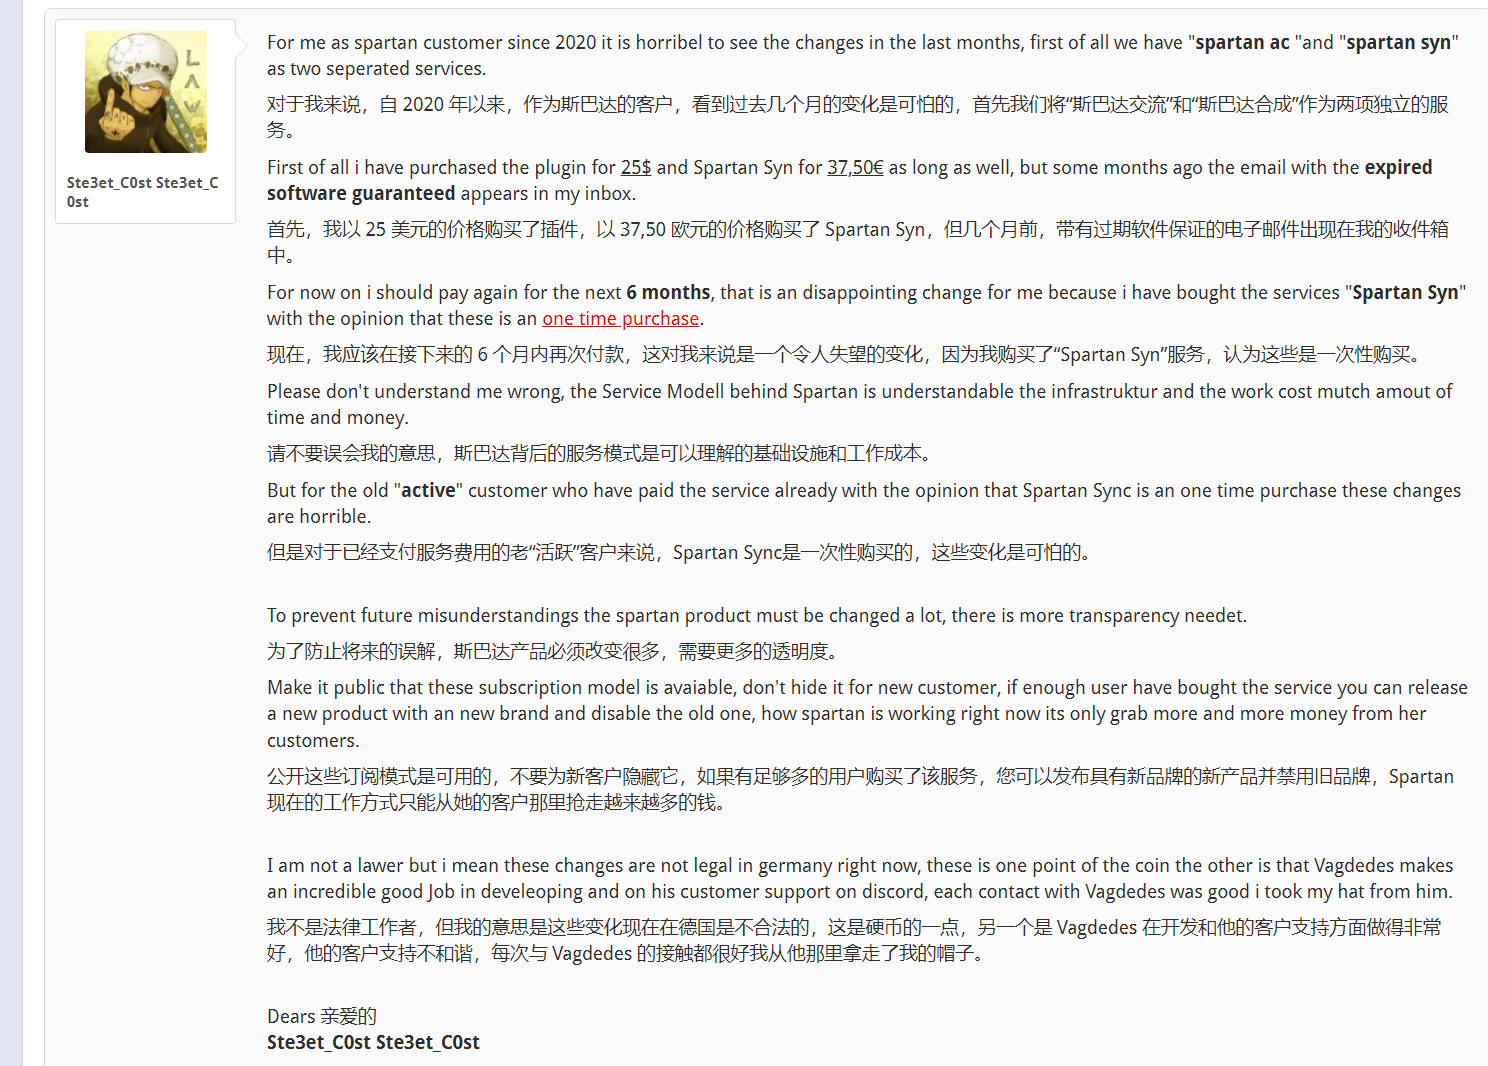 L
A
W
Ste3et_C0st Ste3et_C
0st
For me as spartan customer since 2020 it is horribel to see the changes in the last months, first of all we have "spartan ac "and "spartan syn"
as two seperated services.
对于我来说，自 2020 年以来，作为斯巴达的客户，看到过去几个月的变化是可怕的，首先我们将“斯巴达交流”和“斯巴达合成”作为两项独立的服
务。
First of all i have purchased the plugin for 25$ and Spartan Syn for 37,50€ as long as well, but some months ago the email with the expired
software guaranteed appears in my inbox.
首先，我以 25 美元的价格购买了插件，以 37,50 欧元的价格购买了 Spartan Syn，但几个月前，带有过期软件保证的电子邮件出现在我的收件箱
中。
For now on i should pay again for the next 6 months, that is an disappointing change for me because i have bought the services "Spartan Syn"
with the opinion that these is an one time purchase.
现在，我应该在接下来的 6 个月内再次付款，这对我来说是一个令人失望的变化，因为我购买了“Spartan Syn”服务，认为这些是一次性购买。
Please don't understand me wrong, the Service Modell behind Spartan is understandable the infrastruktur and the work cost mutch amout of
time and money.
请不要误会我的意思，斯巴达背后的服务模式是可以理解的基础设施和工作成本。
But for the old "active" customer who have paid the service already with the opinion that Spartan Sync is an one time purchase these changes
are horrible.
但是对于已经支付服务费用的老“活跃”客户来说，Spartan Sync是一次性购买的，这些变化是可怕的。
To prevent future misunderstandings the spartan product must be changed a lot, there is more transparency needet.
为了防止将来的误解，斯巴达产品必须改变很多，需要更多的透明度。
Make it public that these subscription model is avaiable, don't hide it for new customer, if enough user have bought the service you can release
a new product with an new brand and disable the old one, how spartan is working right now its only grab more and more money from her
customers.
公开这些订阅模式是可用的，不要为新客户隐藏它，如果有足够多的用户购买了该服务，您可以发布具有新品牌的新产品并禁用旧品牌，Spartan
现在的工作方式只能从她的客户那里抢走越来越多的钱。
I am not a lawer but i mean these changes are not legal in germany right now, these is one point of the coin the other is that Vagdedes makes
an incredible good Job in develeoping and on his customer support on discord, each contact with Vagdedes was good i took my hat from him.
我不是法律工作者，但我的意思是这些变化现在在德国是不合法的，这是硬币的一点，另一个是 Vagdedes 在开发和他的客户支持方面做得非常
好，他的客户支持不和谐，每次与 Vagdedes 的接触都很好我从他那里拿走了我的帽子。
Dears 亲爱的
Ste3et_C0st Ste3et_C0st